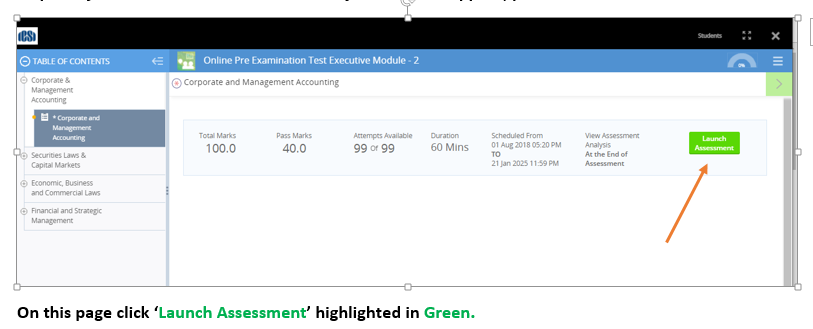 iCSi
Students
TABLE OF CONTENTS
Online Pre Examination Test Executive Module - 2
Corporate &
Management
Accounting
* Corporate and
Management
Accounting
Securities Laws &
Capital Markets
Economic, Business
and Commercial Laws
Financial and Strategic
Management
Corporate and Management Accounting
Total Marks
100.0
Pass Marks
40.0
Attempts Available
99 or 99
Duration
60 Mins
Scheduled From
01 Aug 2018 05:20 PM
TO
21 Jan 2025 11:59 PM
View Assessment
Analysis
At the End of
Assessment
Launch
Assessment
On this page click ‘Launch Assessment’ highlighted in Green.